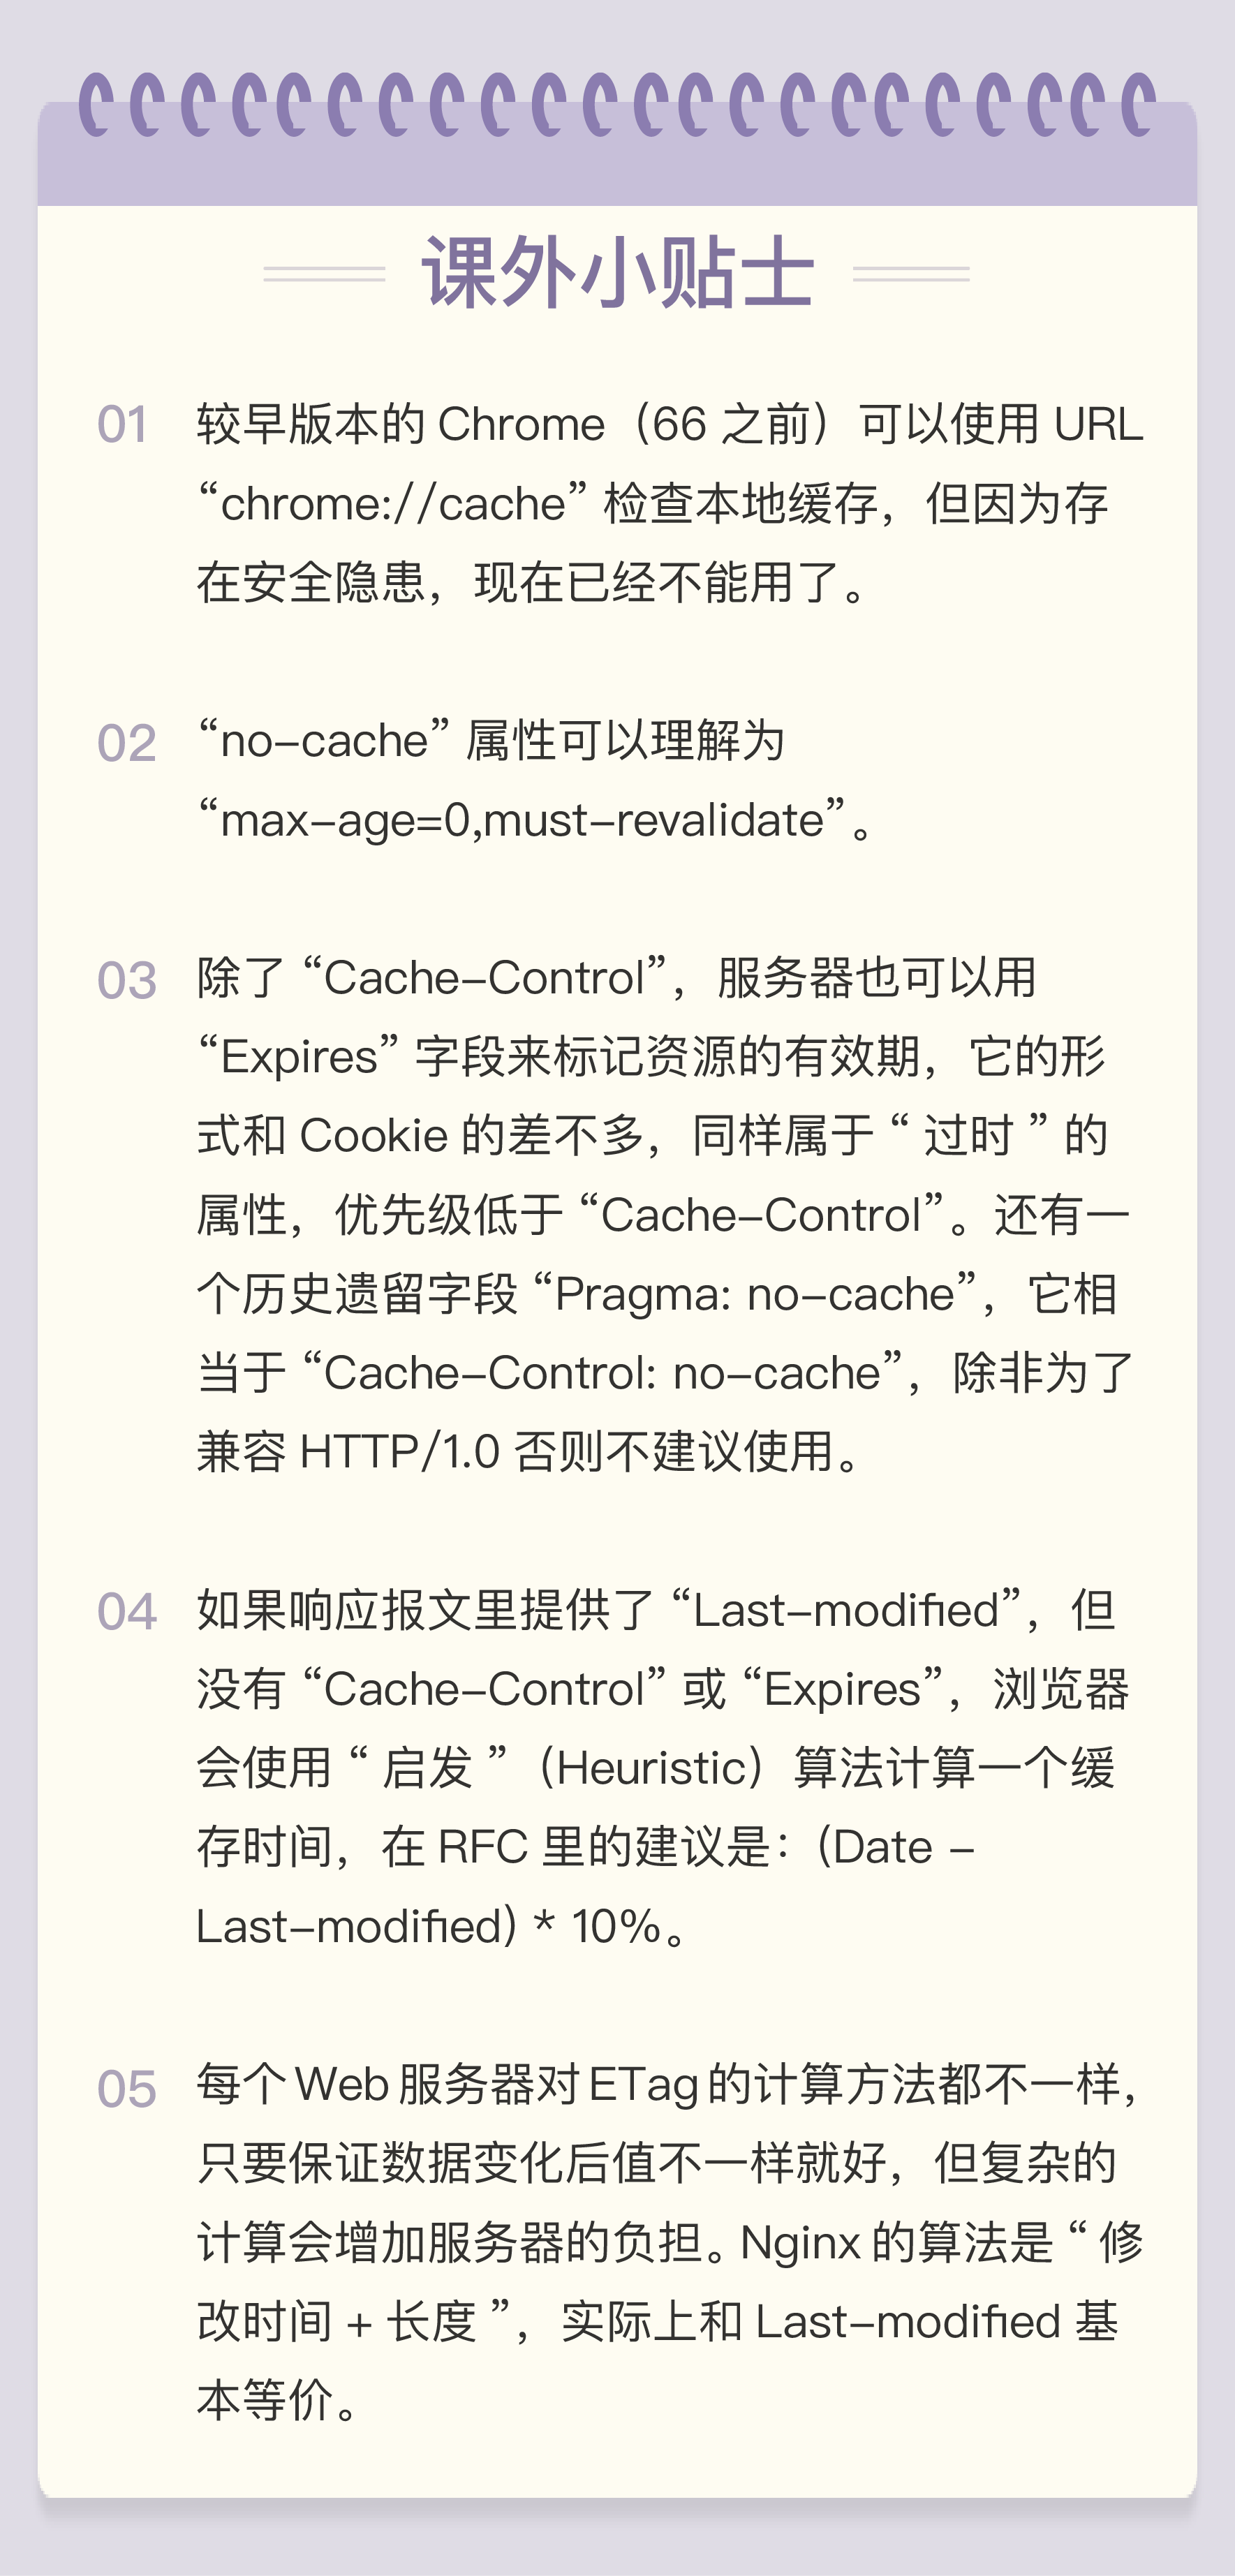 课外小贴士
01 较早版本的 Chrome（66 之前）可以使用 URL
“chrome://cache” 检查本地缓存，但因为存
在安全隐患，现在已经不能用了。
02 “no-cache” 属性可以理解为
“max-age=0,must-revalidate”。
03 除了 “Cache-Control”，服务器也可以用
“Expires” 字段来标记资源的有效期，它的形
式和 Cookie 的差不多，同样属于 “ 过时 ” 的
属性，优先级低于 “Cache-Control”。还有一
个历史遗留字段 “Pragma: no-cache”，它相
当于 “Cache-Control: no-cache”，除非为了
兼容 HTTP/1.0 否则不建议使用。
04 如果响应报文里提供了 “Last-modified”，但
没有 “Cache-Control” 或 “Expires”，浏览器
会使用 “ 启发 ”（Heuristic）算法计算一个缓
存时间，在 RFC 里的建议是：(Date -
Last-modified) * 10%。
05 每个 Web 服务器对 ETag 的计算方法都不一样，
只要保证数据变化后值不一样就好，但复杂的
计算会增加服务器的负担。Nginx 的算法是 “ 修
改时间 + 长度 ”，实际上和 Last-modified 基
本等价。